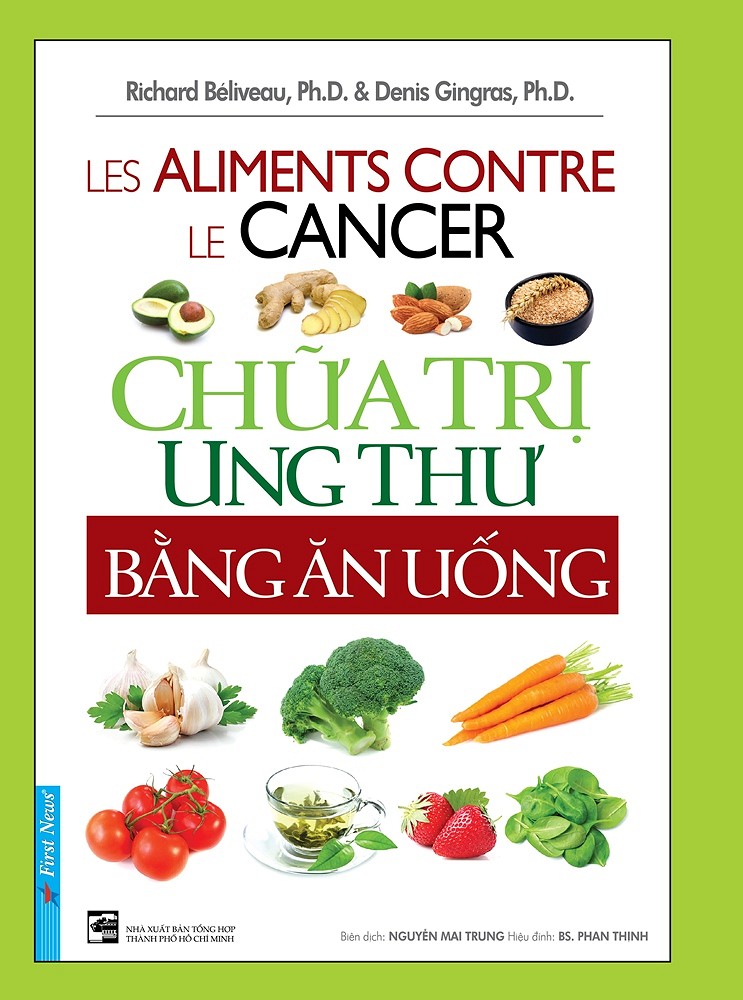 Richard Béliveau, Ph.D. & Denis Gingras, Ph.D.
LES ALIMENTS CONTRE
LE CANCER
CHỮA TRỊ
UNG THƯ
BẰNG ĂN UỐNG
First News
NHÀ XUẤT BẢN TỔNG HỢP
THÀNH PHỐ HỒ CHÍ MINH
Biên dịch: NGUYỄN MAI TRUNG Hiệu đính: BS. PHAN THỊNH